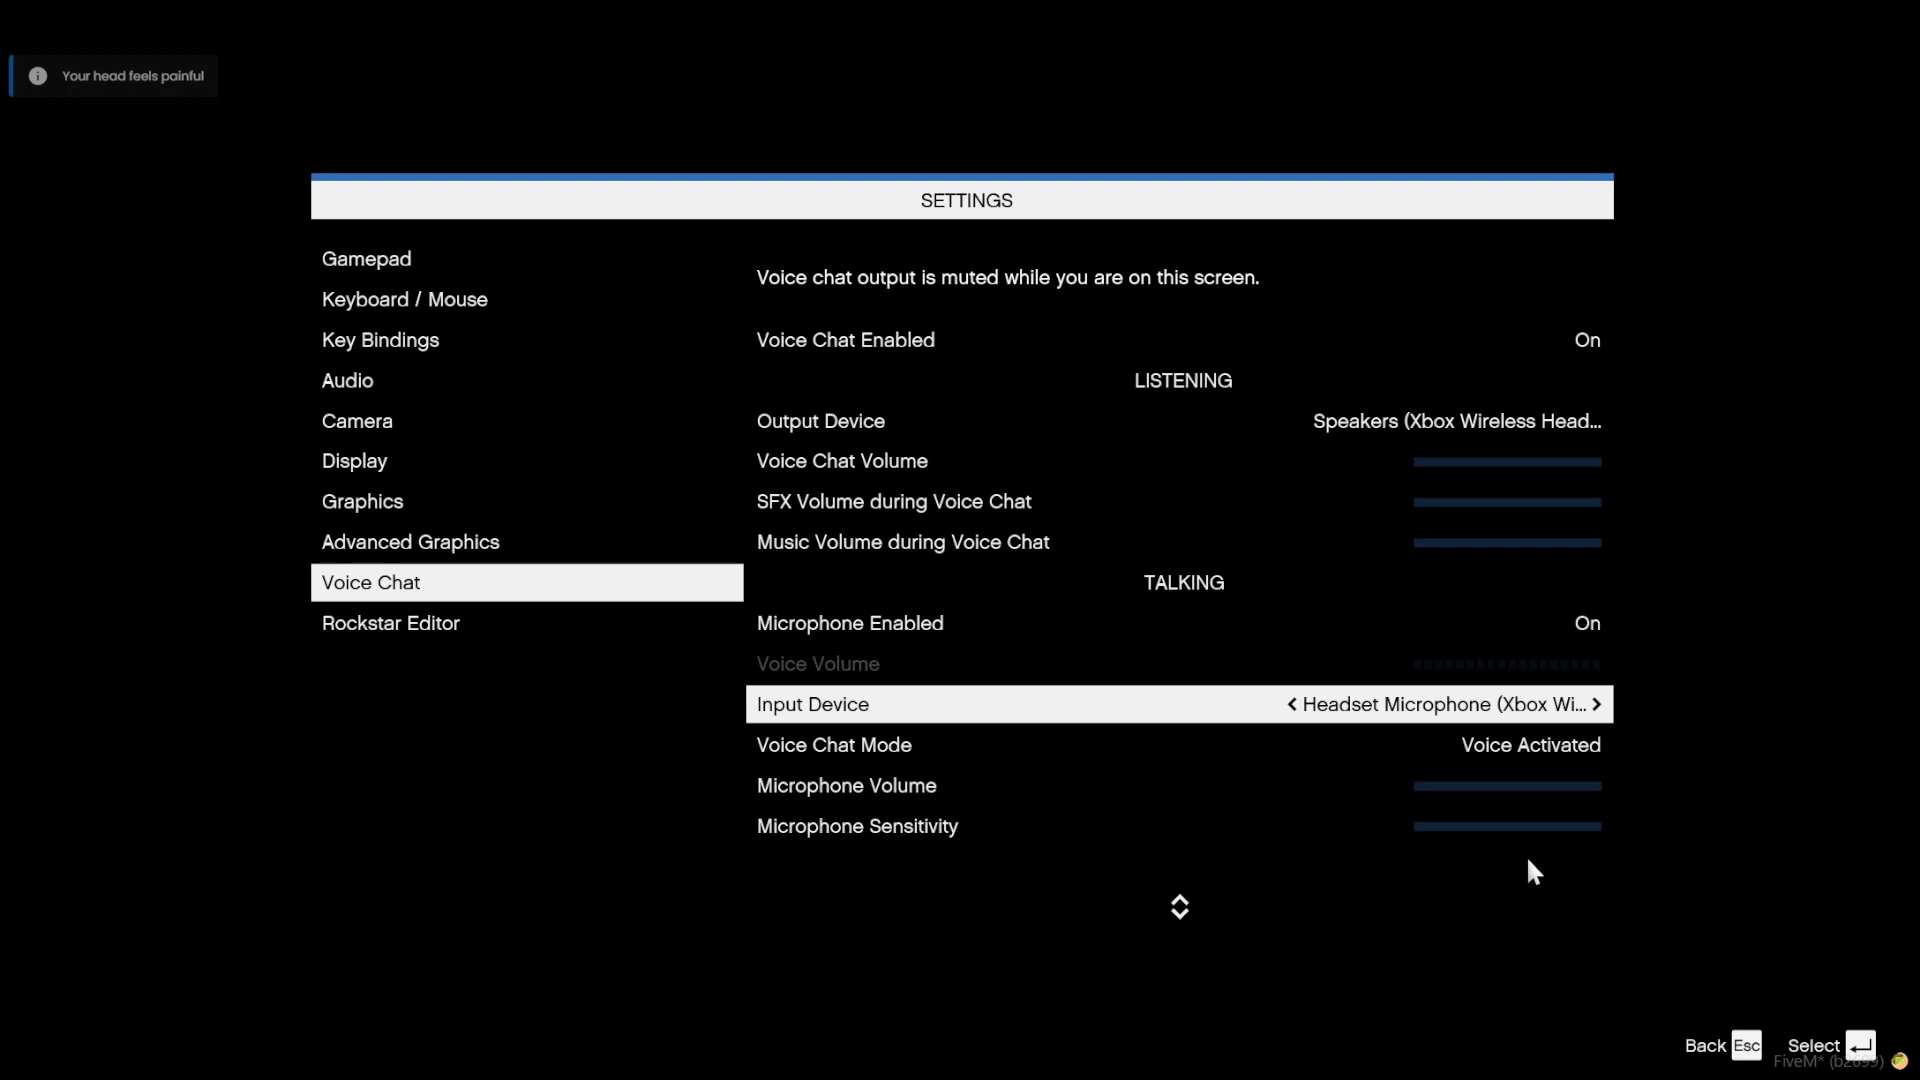 Your head feels painful
SETTINGS
Gamepad
Keyboard / Mouse
Key Bindings
Audio
Camera
Display
Graphics
Advanced Graphics
Voice Chat
Rockstar Editor
Voice chat output is muted while you are on this screen.
Voice Chat Enabled On
LISTENING
Output Device Speakers (Xbox Wireless Head...
Voice Chat Volume
SFX Volume during Voice Chat
Music Volume during Voice Chat
TALKING
Microphone Enabled On
Voice Volume
Input Device Headset Microphone (Xbox Wi...
Voice Chat Mode Voice Activated
Microphone Volume
Microphone Sensitivity
Back Esc Select
FiveM* (b2699)